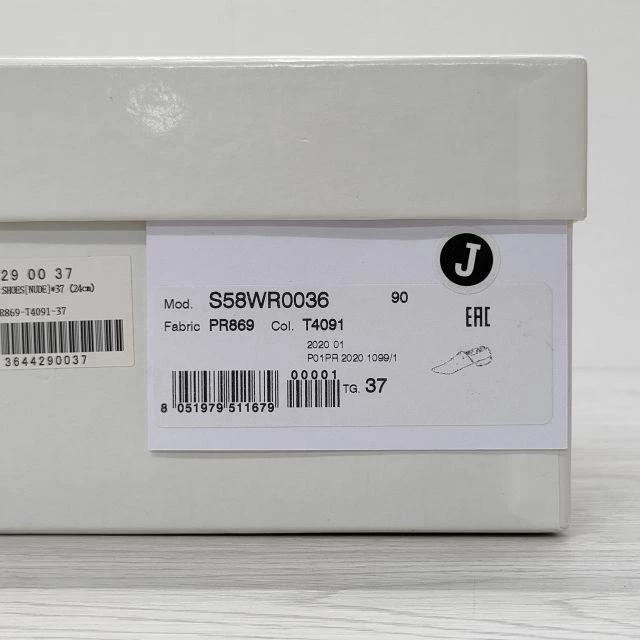 29 00 37
SHOES[NUDE]*37 (24cm)
R869-T4091-37
3644290037
J
Mod. S58WR0036 90
Fabric PR869 Col. T4091
EAC
2020 01
P01PR 2020 1099/1
00001
TG. 37
8 051979 511679